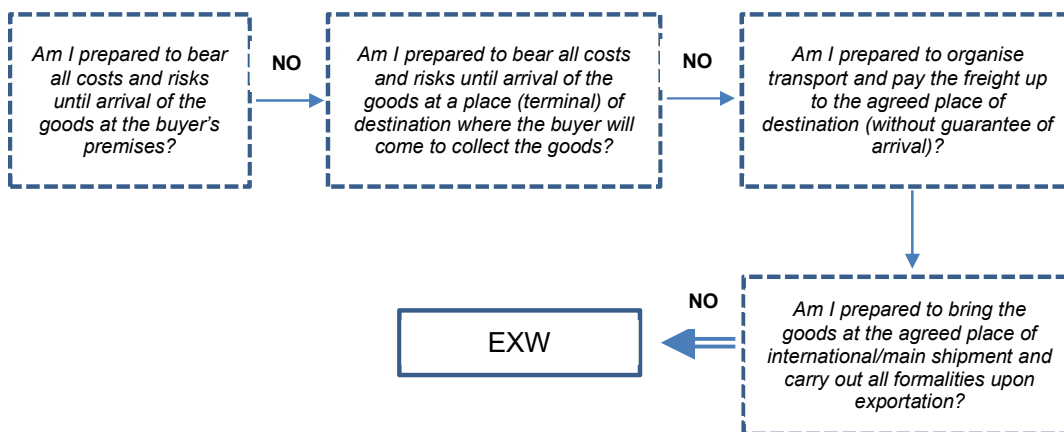 Am I prepared to bear
all costs and risks
until arrival of the
goods at the buyer's
premises?
NO
Am I prepared to bear all costs
and risks until arrival of the
goods at a place (terminal) of
destination where the buyer will
come to collect the goods?
NO
Am I prepared to organise
transport and pay the freight up
to the agreed place of
destination (without guarantee of
arrival)?
EXW
NO
Am I prepared to bring the
goods at the agreed place of
international/main shipment and
carry out all formalities upon
exportation?